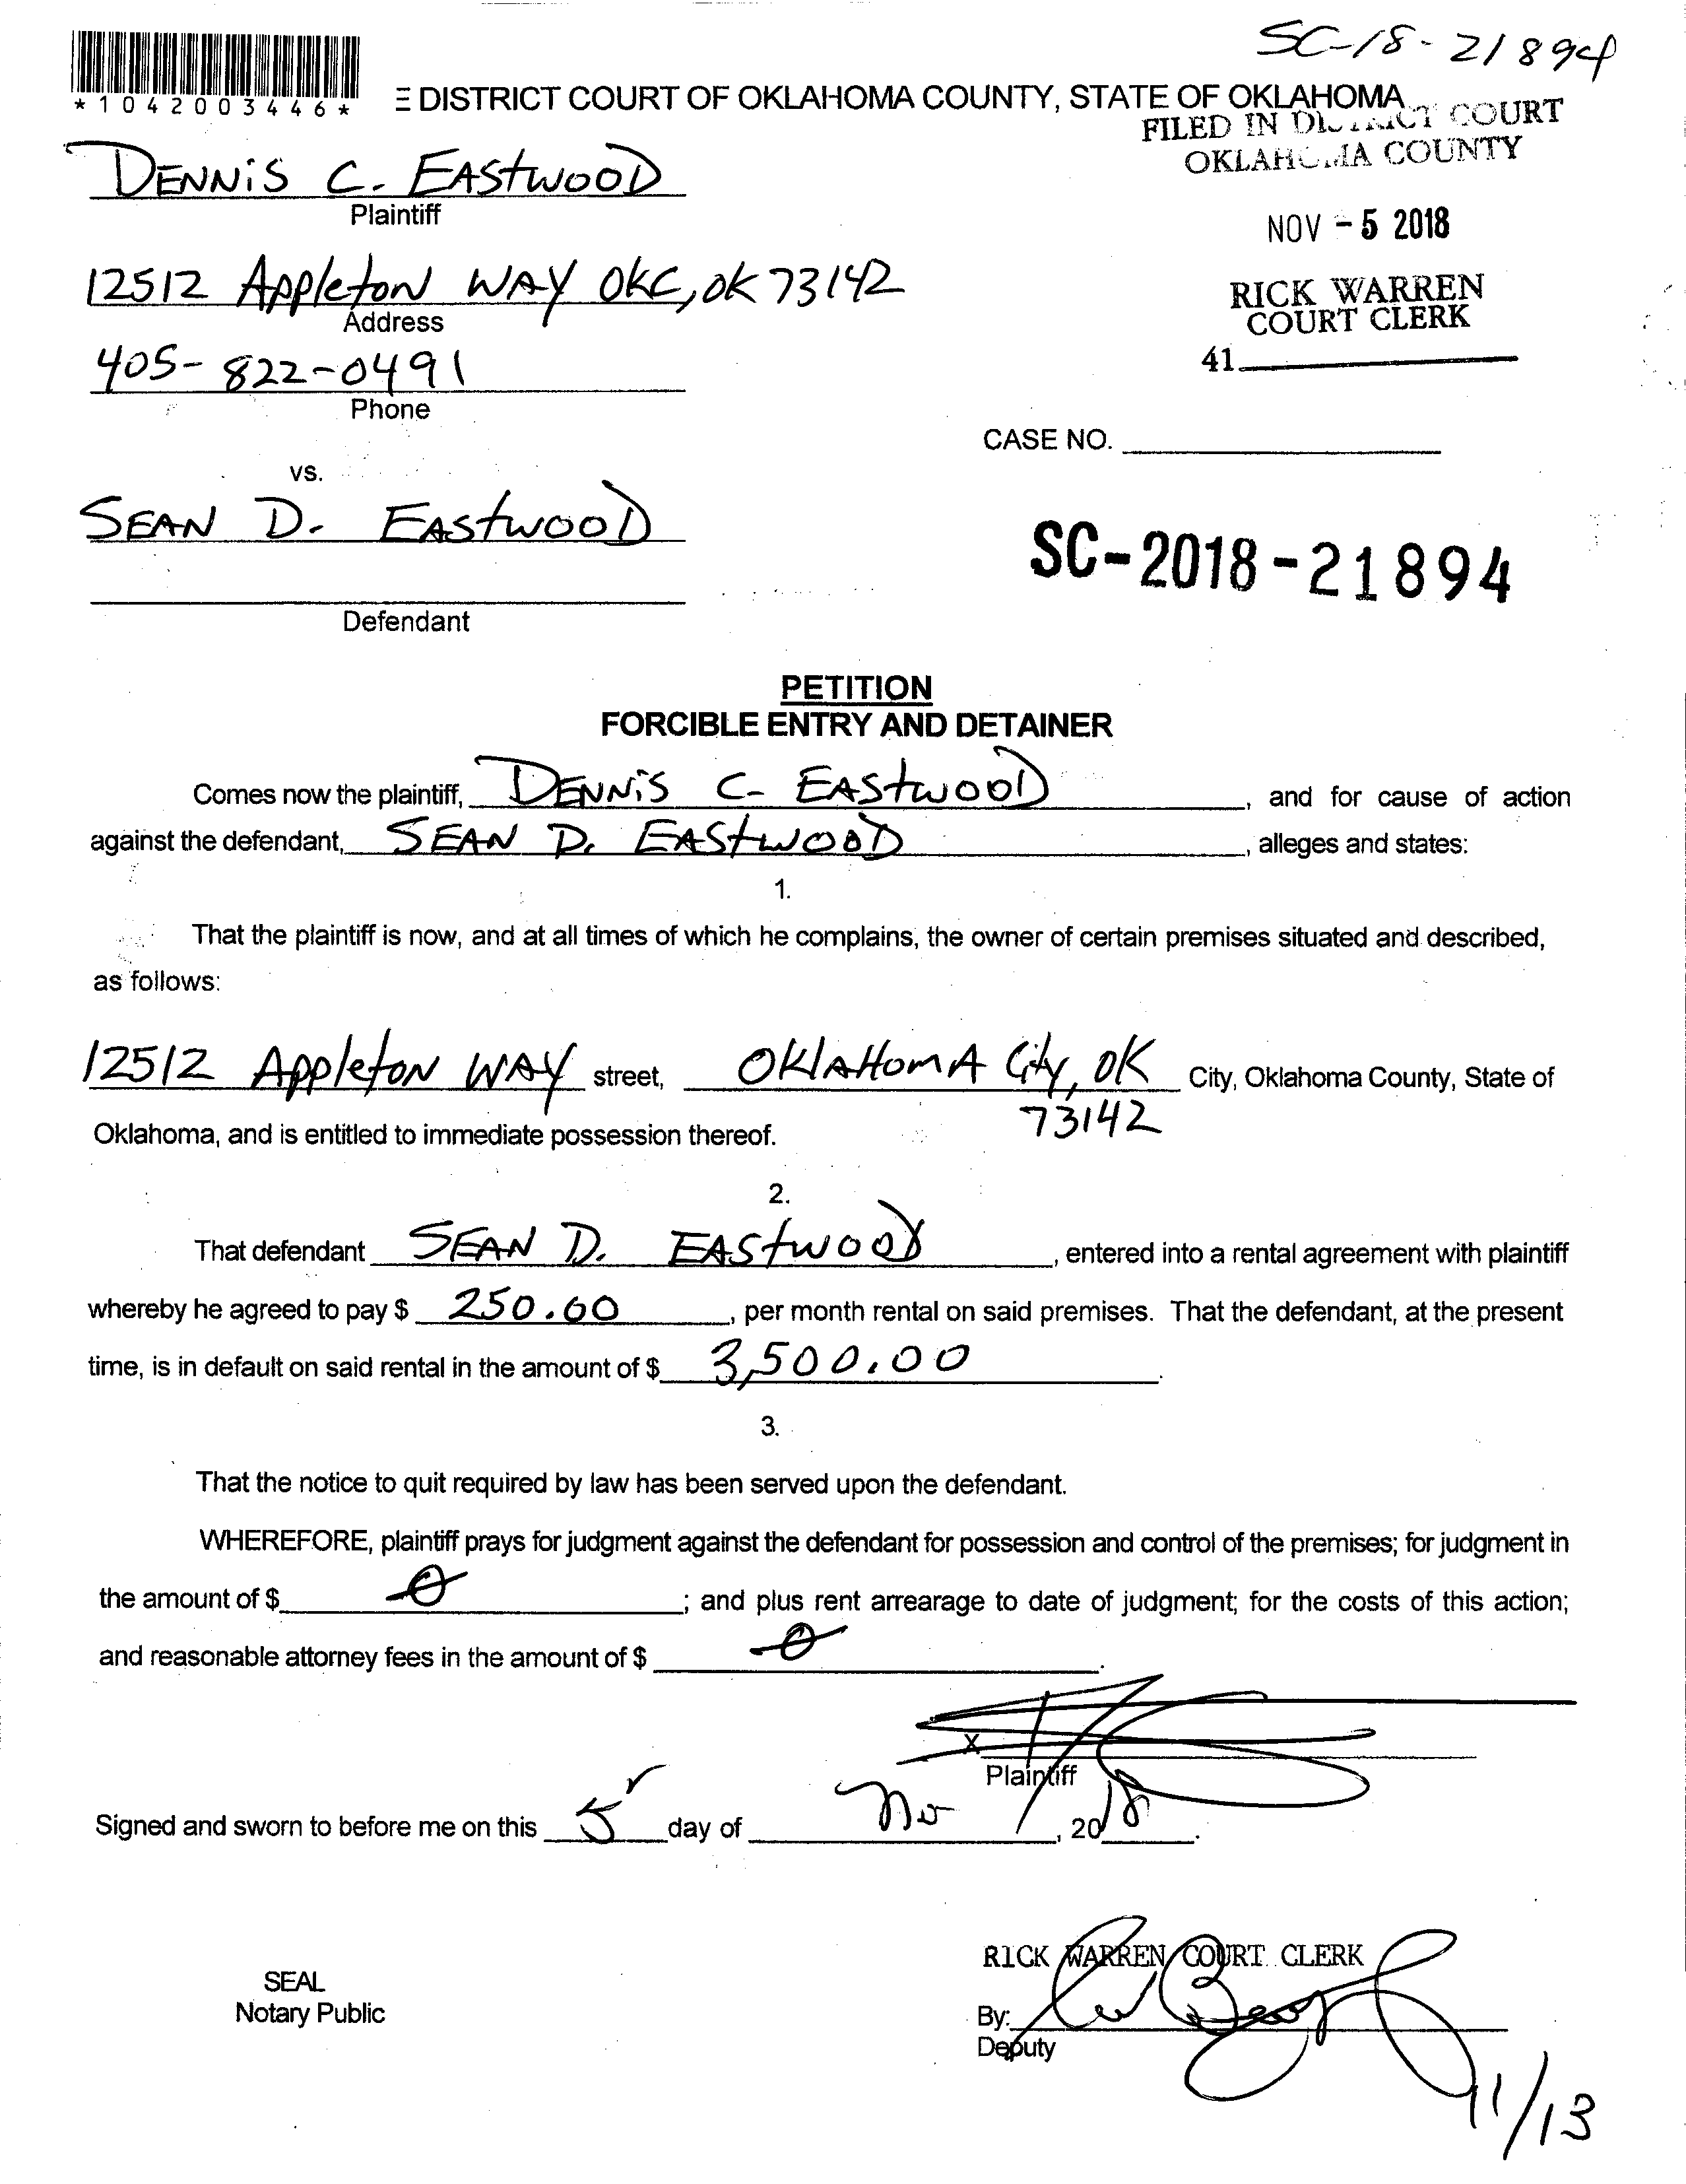 SC-18-21894
*1042003446*
E DISTRICT COURT OF OKLAHOMA COUNTY, STATE OF OKLAHOMA
FILED IN DISTRICT COURT
OKLAHOMA COUNTY
DENNiS C. EAStwOOD
Plaintiff
NOV - 5 2018
12512 Appleton WAY OKC, OK 73142
Address
RICK WARREN
COURT CLERK
41
405-822-0491
Phone
CASE NO.
vs.
SEAN D. EAStwOOD
SC-2018-21894
Defendant
PETITION
FORCIBLE ENTRY AND DETAINER
Comes now the plaintiff, DENNiS C. EAStwOOD, and for cause of action
against the defendant, SEAN D. EAStwOOD, alleges and states:
1.
That the plaintiff is now, and at all times of which he complains, the owner of certain premises situated and described,
as follows:
12512 Appleton WAY street, OklAHomA City, OK City, Oklahoma County, State of
73142
Oklahoma, and is entitled to immediate possession thereof.
2.
That defendant SEAN D. EAStwOOD, entered into a rental agreement with plaintiff
whereby he agreed to pay $ 250.00, per month rental on said premises. That the defendant, at the present
time, is in default on said rental in the amount of $ 3,500.00.
3.
That the notice to quit required by law has been served upon the defendant.
WHEREFORE, plaintiff prays for judgment against the defendant for possession and control of the premises; for judgment in
the amount of $ 0; and plus rent arrearage to date of judgment; for the costs of this action;
and reasonable attorney fees in the amount of $ 0.
X
Plaintiff
Signed and sworn to before me on this 5 day of Nov, 2018.
RICK WARREN COURT CLERK
SEAL
Notary Public
By:
Deputy
11/13